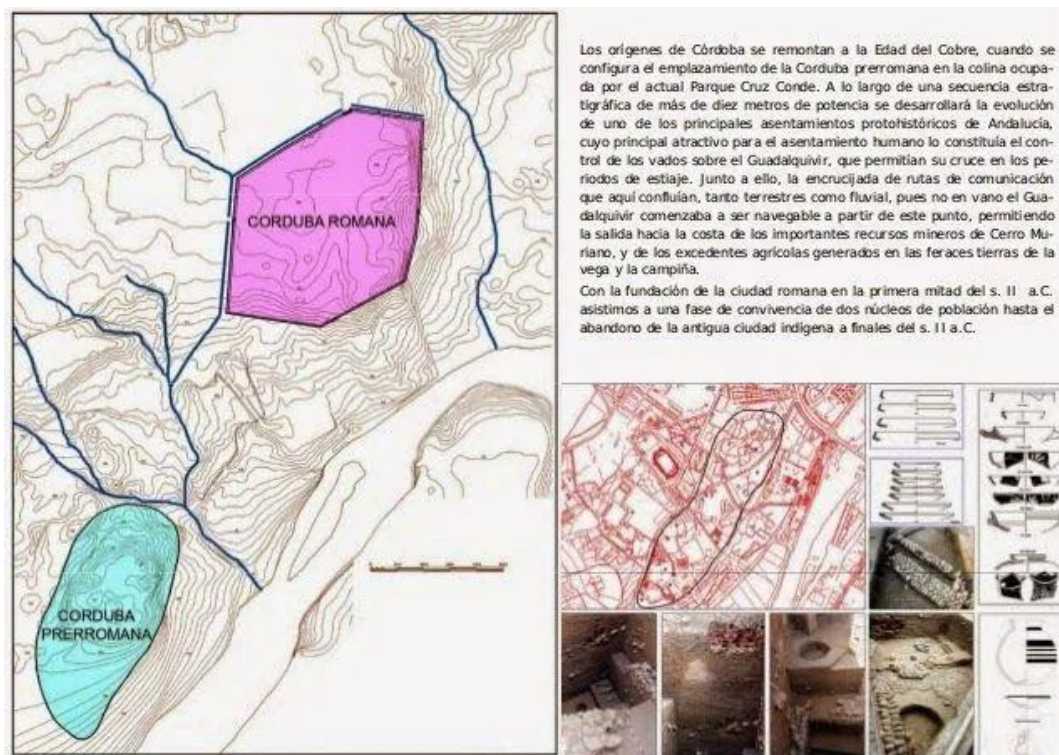 CORDUBA ROMANA
CORDUBA
PRERROMANA
Los orígenes de Córdoba se remontan a la Edad del Cobre, cuando se
configura el emplazamiento de la Corduba prerromana en la colina ocupa-
da por el actual Parque Cruz Conde. A lo largo de una secuencia estra-
tigráfica de más de diez metros de potencia se desarrollará la evolución
de uno de los principales asentamientos protohistóricos de Andalucía,
cuyo principal atractivo para el asentamiento humano lo constituía el con-
trol de los vados sobre el Guadalquivir, que permitían su cruce en los pe-
riodos de estiaje. Junto a ello, la encrucijada de rutas de comunicación
que aquí confluían, tanto terrestres como fluvial, pues no en vano el Gua-
dalquivir comenzaba a ser navegable a partir de este punto, permitiendo
la salida hacia la costa de los importantes recursos mineros de Cerro Mu-
riano, y de los excedentes agrícolas generados en las feraces tierras de la
vega y la campiña.
Con la fundación de la ciudad romana en la primera mitad del s. II a.C.
asistimos a una fase de convivencia de dos núcleos de población hasta el
abandono de la antigua ciudad indígena a finales del s. II a.C.